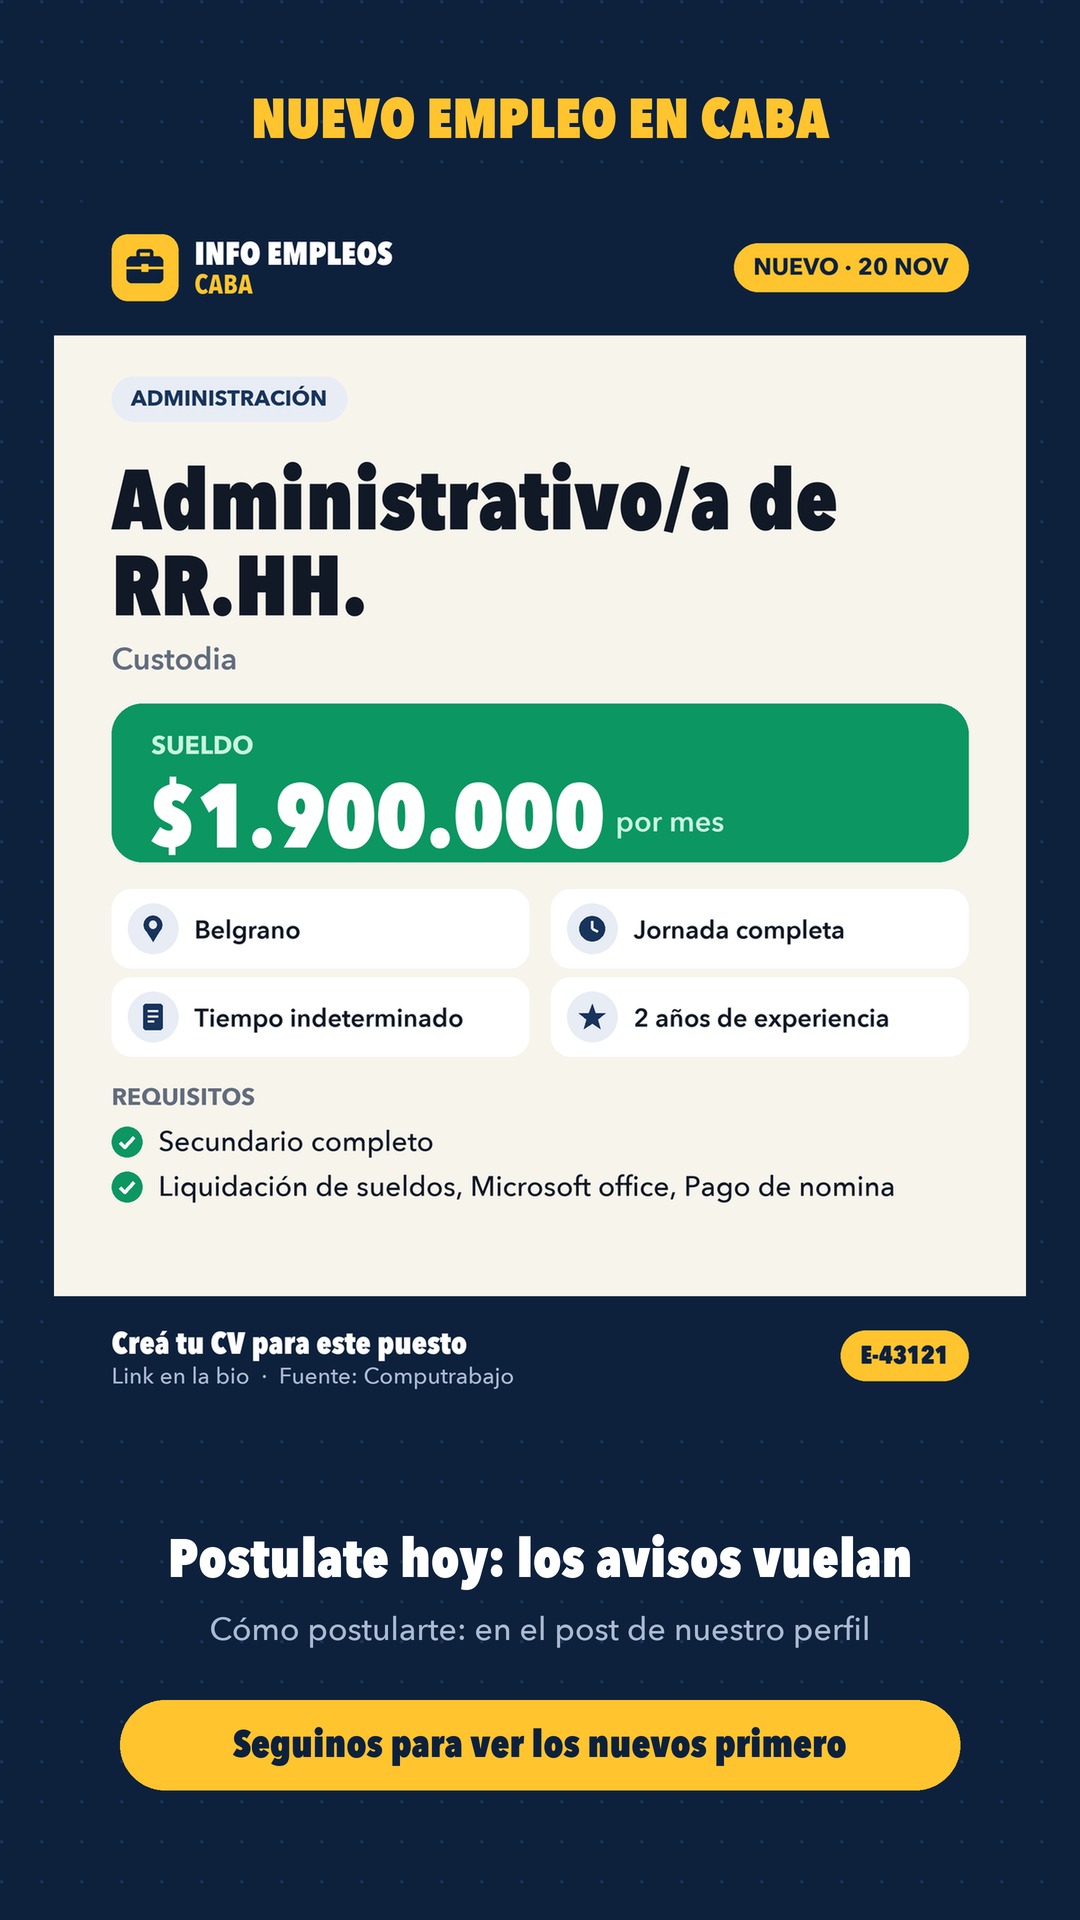 NUEVO EMPLEO EN CABA
INFO EMPLEOS
CABA
NUEVO · 20 NOV
ADMINISTRACIÓN
Administrativo/a de
RR.HH.
Custodia
SUELDO
$1.900.000 por mes
Belgrano
Jornada completa
Tiempo indeterminado
2 años de experiencia
REQUISITOS
Secundario completo
Liquidación de sueldos, Microsoft office, Pago de nomina
Creá tu CV para este puesto
Link en la bio · Fuente: Computrabajo
E-43121
Postulate hoy: los avisos vuelan
Cómo postularte: en el post de nuestro perfil
Seguinos para ver los nuevos primero